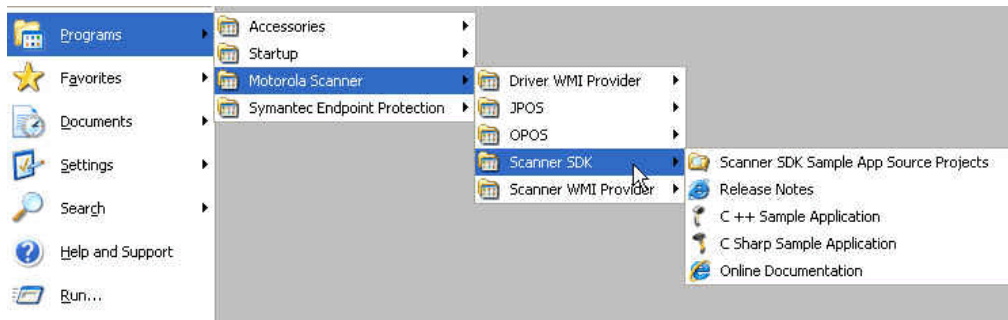 Programs
Favorites
Documents
Settings
Search
Help and Support
Run...
Accessories
Startup
Motorola Scanner
Symantec Endpoint Protection
Driver WMI Provider
JPOS
OPOS
Scanner SDK
Scanner WMI Provider
Scanner SDK Sample App Source Projects
Release Notes
C ++ Sample Application
C Sharp Sample Application
Online Documentation